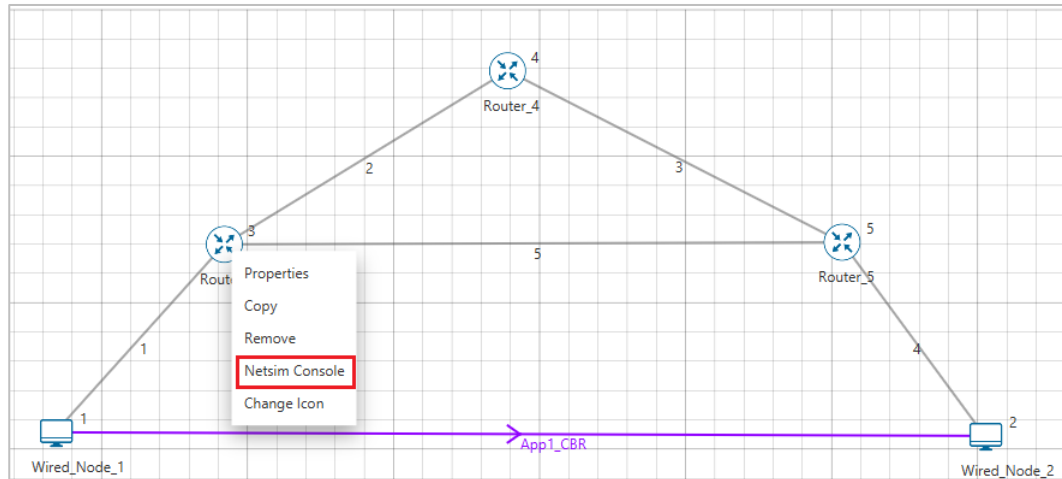 4
Router_4
2
3
3
5
5
Rout
Router_5
Properties
Copy
Remove
Netsim Console
Change Icon
1
4
1
2
App1_CBR
Wired_Node_1
Wired_Node_2